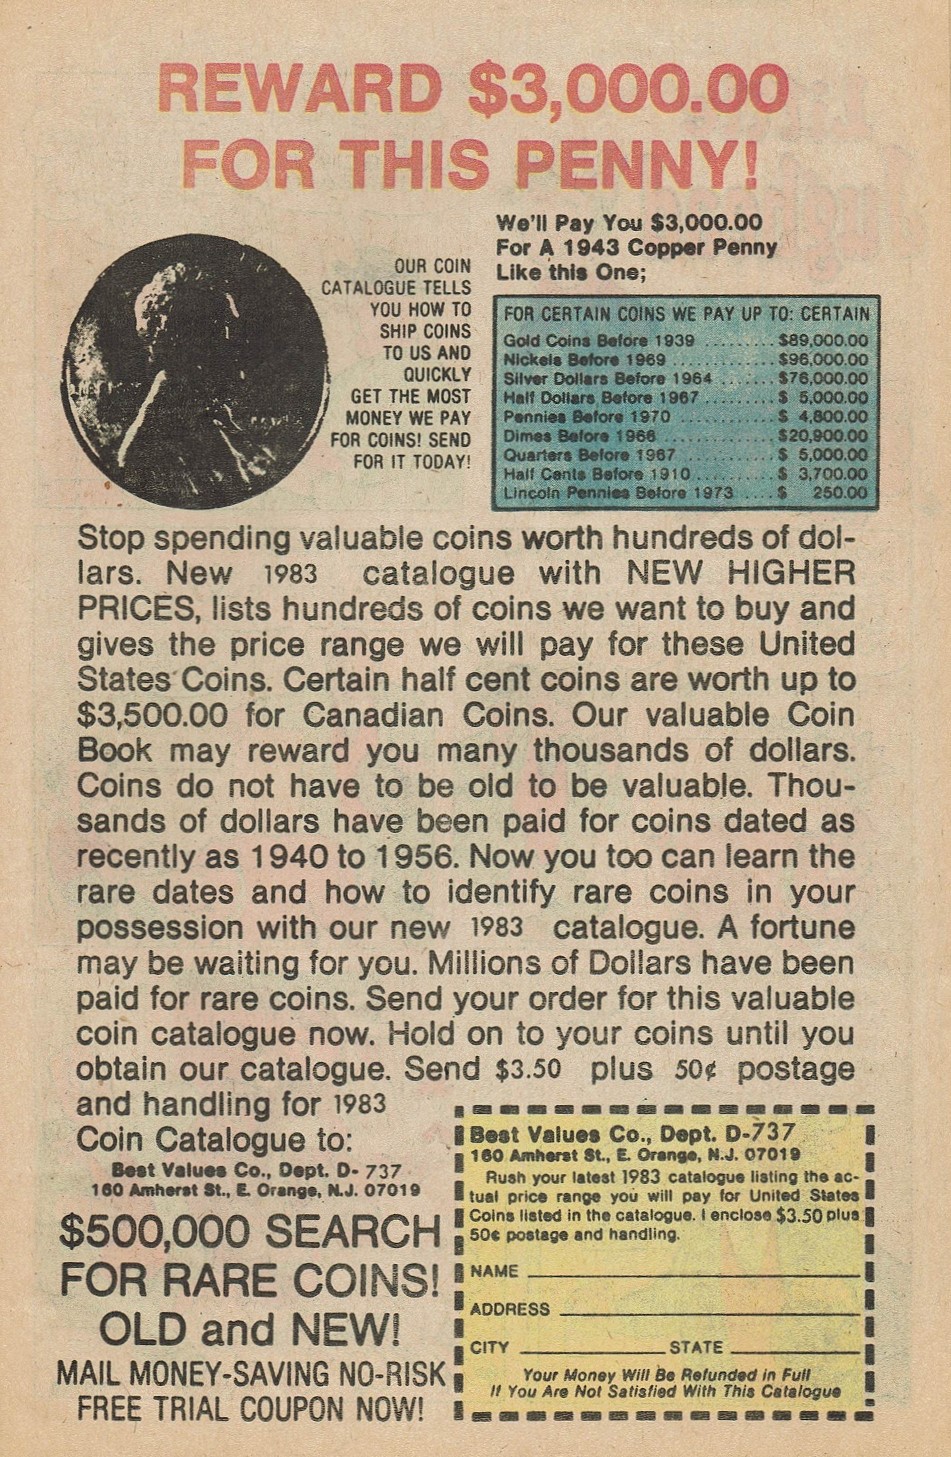 REWARD $3,000.00
FOR THIS PENNY!
We'll Pay You $3,000.00
For A 1943 Copper Penny
Like this One;
OUR COIN
CATALOGUE TELLS
YOU HOW TO
SHIP COINS
TO US AND
QUICKLY
GET THE MOST
MONEY WE PAY
FOR COINS! SEND
FOR IT TODAY!
FOR CERTAIN COINS WE PAY UP TO: CERTAIN
Gold Coins Before 1939 ......... $89,000.00
Nickels Before 1969 ............. $96,000.00
Silver Dollars Before 1964 ....... $76,000.00
Half Dollars Before 1967 ......... $ 5,000.00
Pennies Before 1970 ............ $ 4,800.00
Dimes Before 1966 .............. $20,900.00
Quarters Before 1967 ........... $ 5,000.00
Half Cents Before 1910 .......... $ 3,700.00
Lincoln Pennies Before 1973 .... $ 250.00
Stop spending valuable coins worth hundreds of dol-
lars. New 1983 catalogue with NEW HIGHER
PRICES, lists hundreds of coins we want to buy and
gives the price range we will pay for these United
States Coins. Certain half cent coins are worth up to
$3,500.00 for Canadian Coins. Our valuable Coin
Book may reward you many thousands of dollars.
Coins do not have to be old to be valuable. Thou-
sands of dollars have been paid for coins dated as
recently as 1940 to 1956. Now you too can learn the
rare dates and how to identify rare coins in your
possession with our new 1983 catalogue. A fortune
may be waiting for you. Millions of Dollars have been
paid for rare coins. Send your order for this valuable
coin catalogue now. Hold on to your coins until you
obtain our catalogue. Send $3.50 plus 50¢ postage
and handling for 1983
Coin Catalogue to:
Best Values Co., Dept. D- 737
160 Amherst St., E. Orange, N.J. 07019
$500,000 SEARCH
FOR RARE COINS!
OLD and NEW!
MAIL MONEY-SAVING NO-RISK
FREE TRIAL COUPON NOW!
Best Values Co., Dept. D-737
160 Amherst St., E. Orange, N.J. 07019
Rush your latest 1983 catalogue listing the ac-
tual price range you will pay for United States
Coins listed in the catalogue. I enclose $3.50 plus
50¢ postage and handling.
NAME
ADDRESS
CITY STATE
Your Money Will Be Refunded in Full
If You Are Not Satisfied With This Catalogue